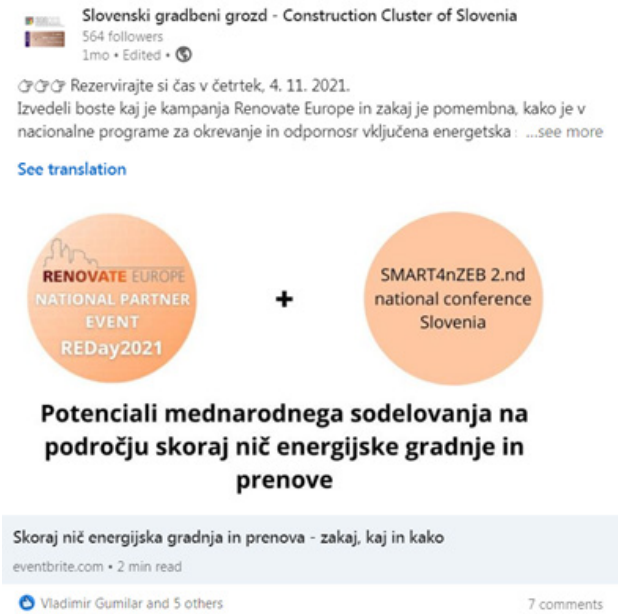 Slovenski gradbeni grozd - Construction Cluster of Slovenia
564 followers
1mo • Edited •
👉👉👉 Rezervirajte si čas v četrtek, 4. 11. 2021.
Izvedeli boste kaj je kampanja Renovate Europe in zakaj je pomembna, kako je v
nacionalne programe za okrevanje in odpornosr vključena energetska ...see more
See translation
RENOVATE EUROPE
NATIONAL PARTNER
EVENT
REDay2021
+
SMART4nZEB 2.nd
national conference
Slovenia
Potenciali mednarodnega sodelovanja na
področju skoraj nič energijske gradnje in
prenove
Skoraj nič energijska gradnja in prenova - zakaj, kaj in kako
eventbrite.com • 2 min read
Vladimir Gumilar and 5 others
7 comments